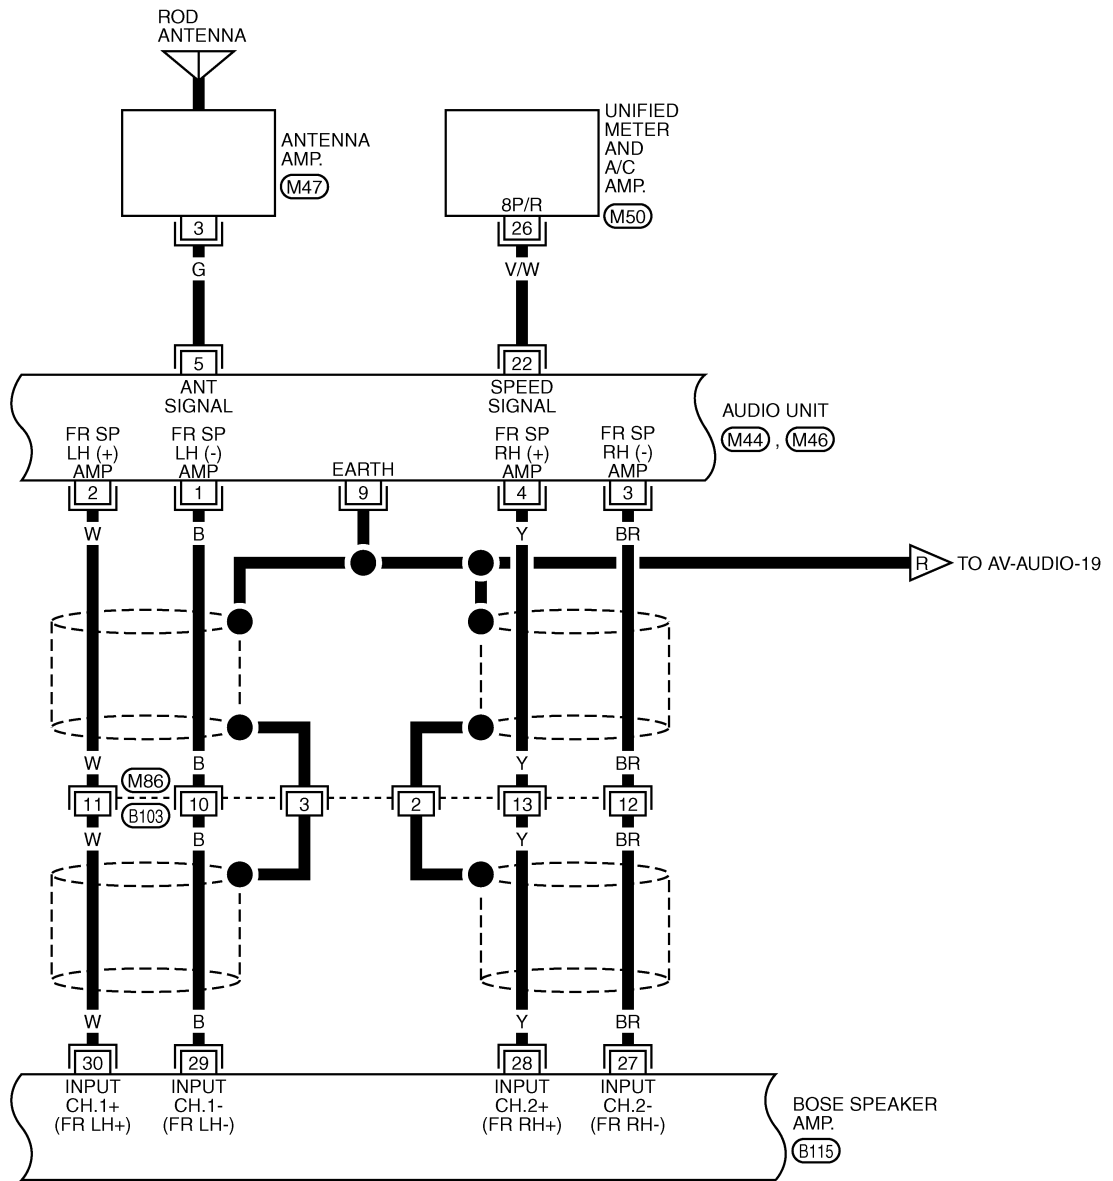 ROD
ANTENNA
ANTENNA
AMP.
M47
UNIFIED
METER
AND
A/C
AMP.
M50
8P/R
3
26
G
V/W
5
22
ANT
SIGNAL
SPEED
SIGNAL
AUDIO UNIT
M44 , M46
FR SP
LH (+)
AMP
FR SP
LH (-)
AMP
EARTH
FR SP
RH (+)
AMP
FR SP
RH (-)
AMP
2
1
9
4
3
W
B
Y
BR
R
TO AV-AUDIO-19
W
B
Y
BR
M86
11
10
3
2
13
12
B103
W
B
Y
BR
W
B
Y
BR
30
29
28
27
INPUT
CH.1+
(FR LH+)
INPUT
CH.1-
(FR LH-)
INPUT
CH.2+
(FR RH+)
INPUT
CH.2-
(FR RH-)
BOSE SPEAKER
AMP.
B115